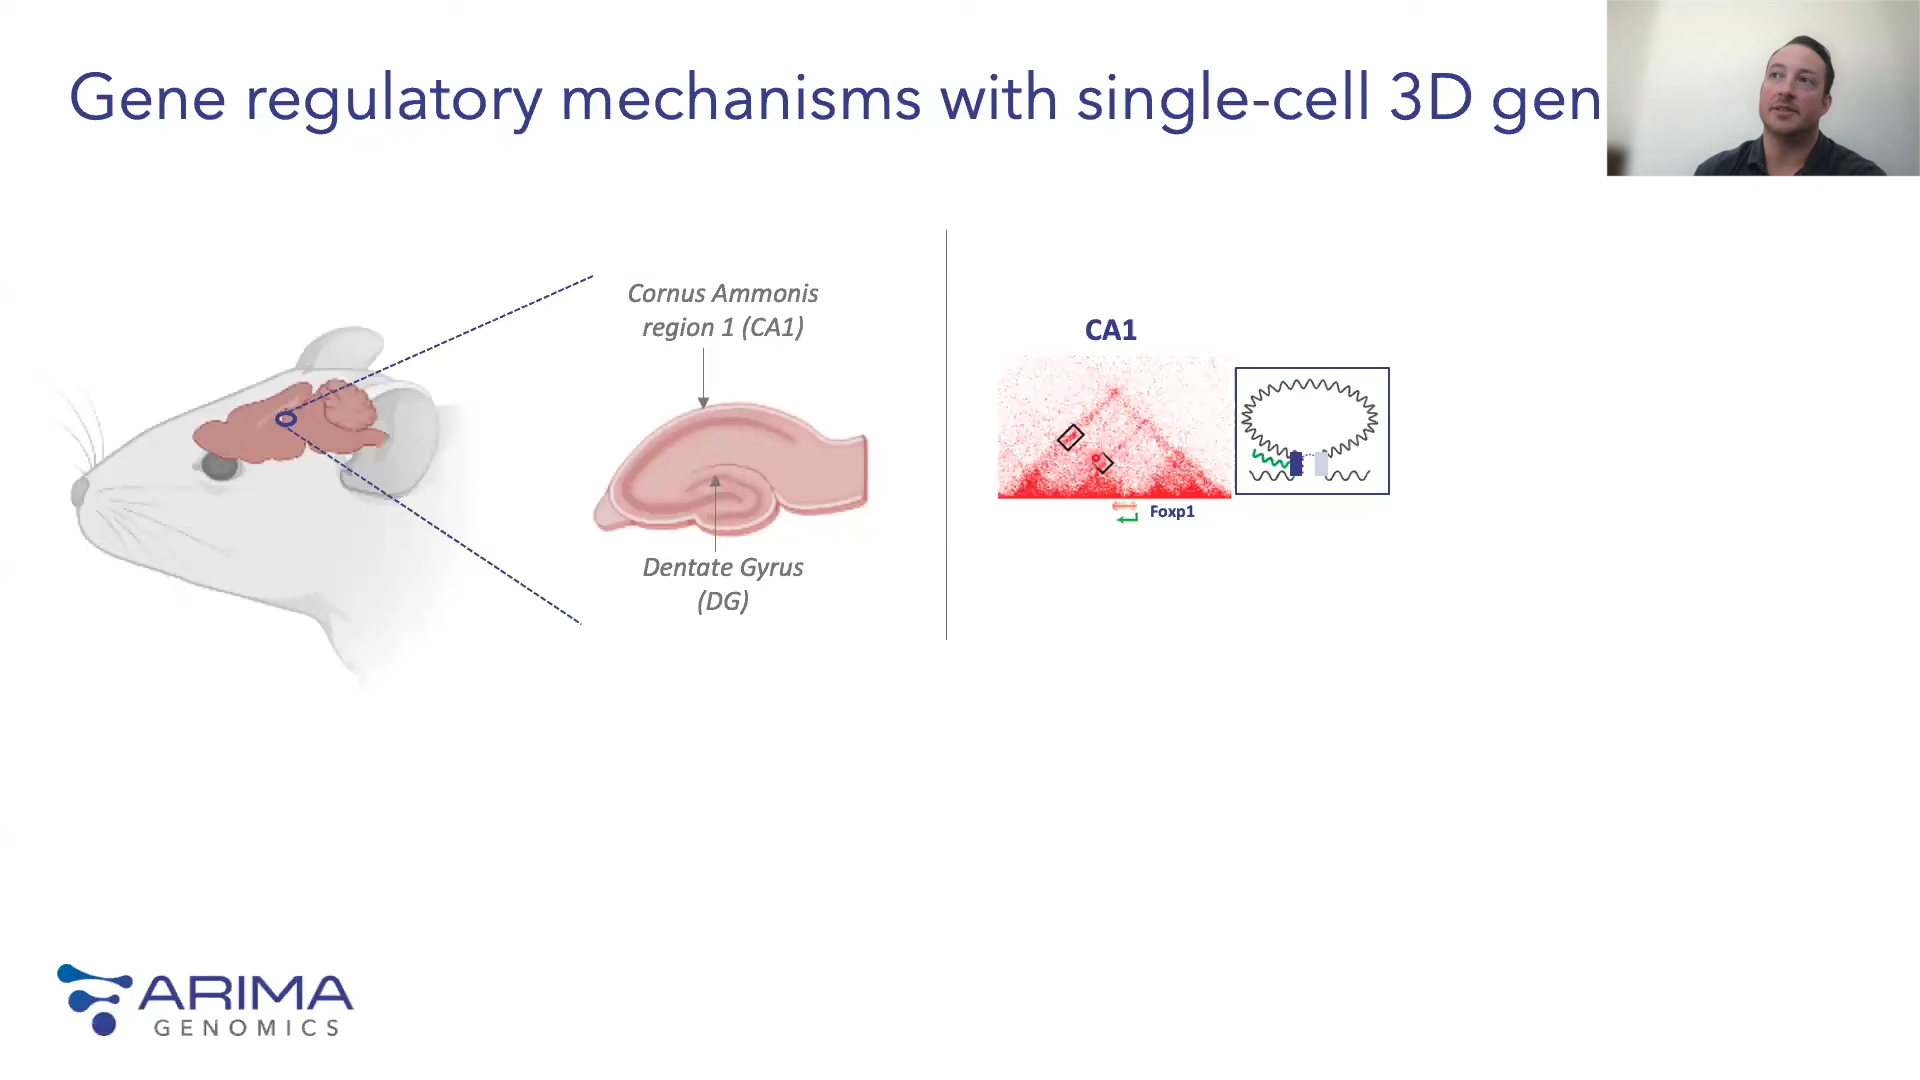 Gene regulatory mechanisms with single-cell 3D gen
Cornus Ammonis
region 1 (CA1)
Dentate Gyrus
(DG)
CA1
Foxp1
ARIMA
GENOMICS